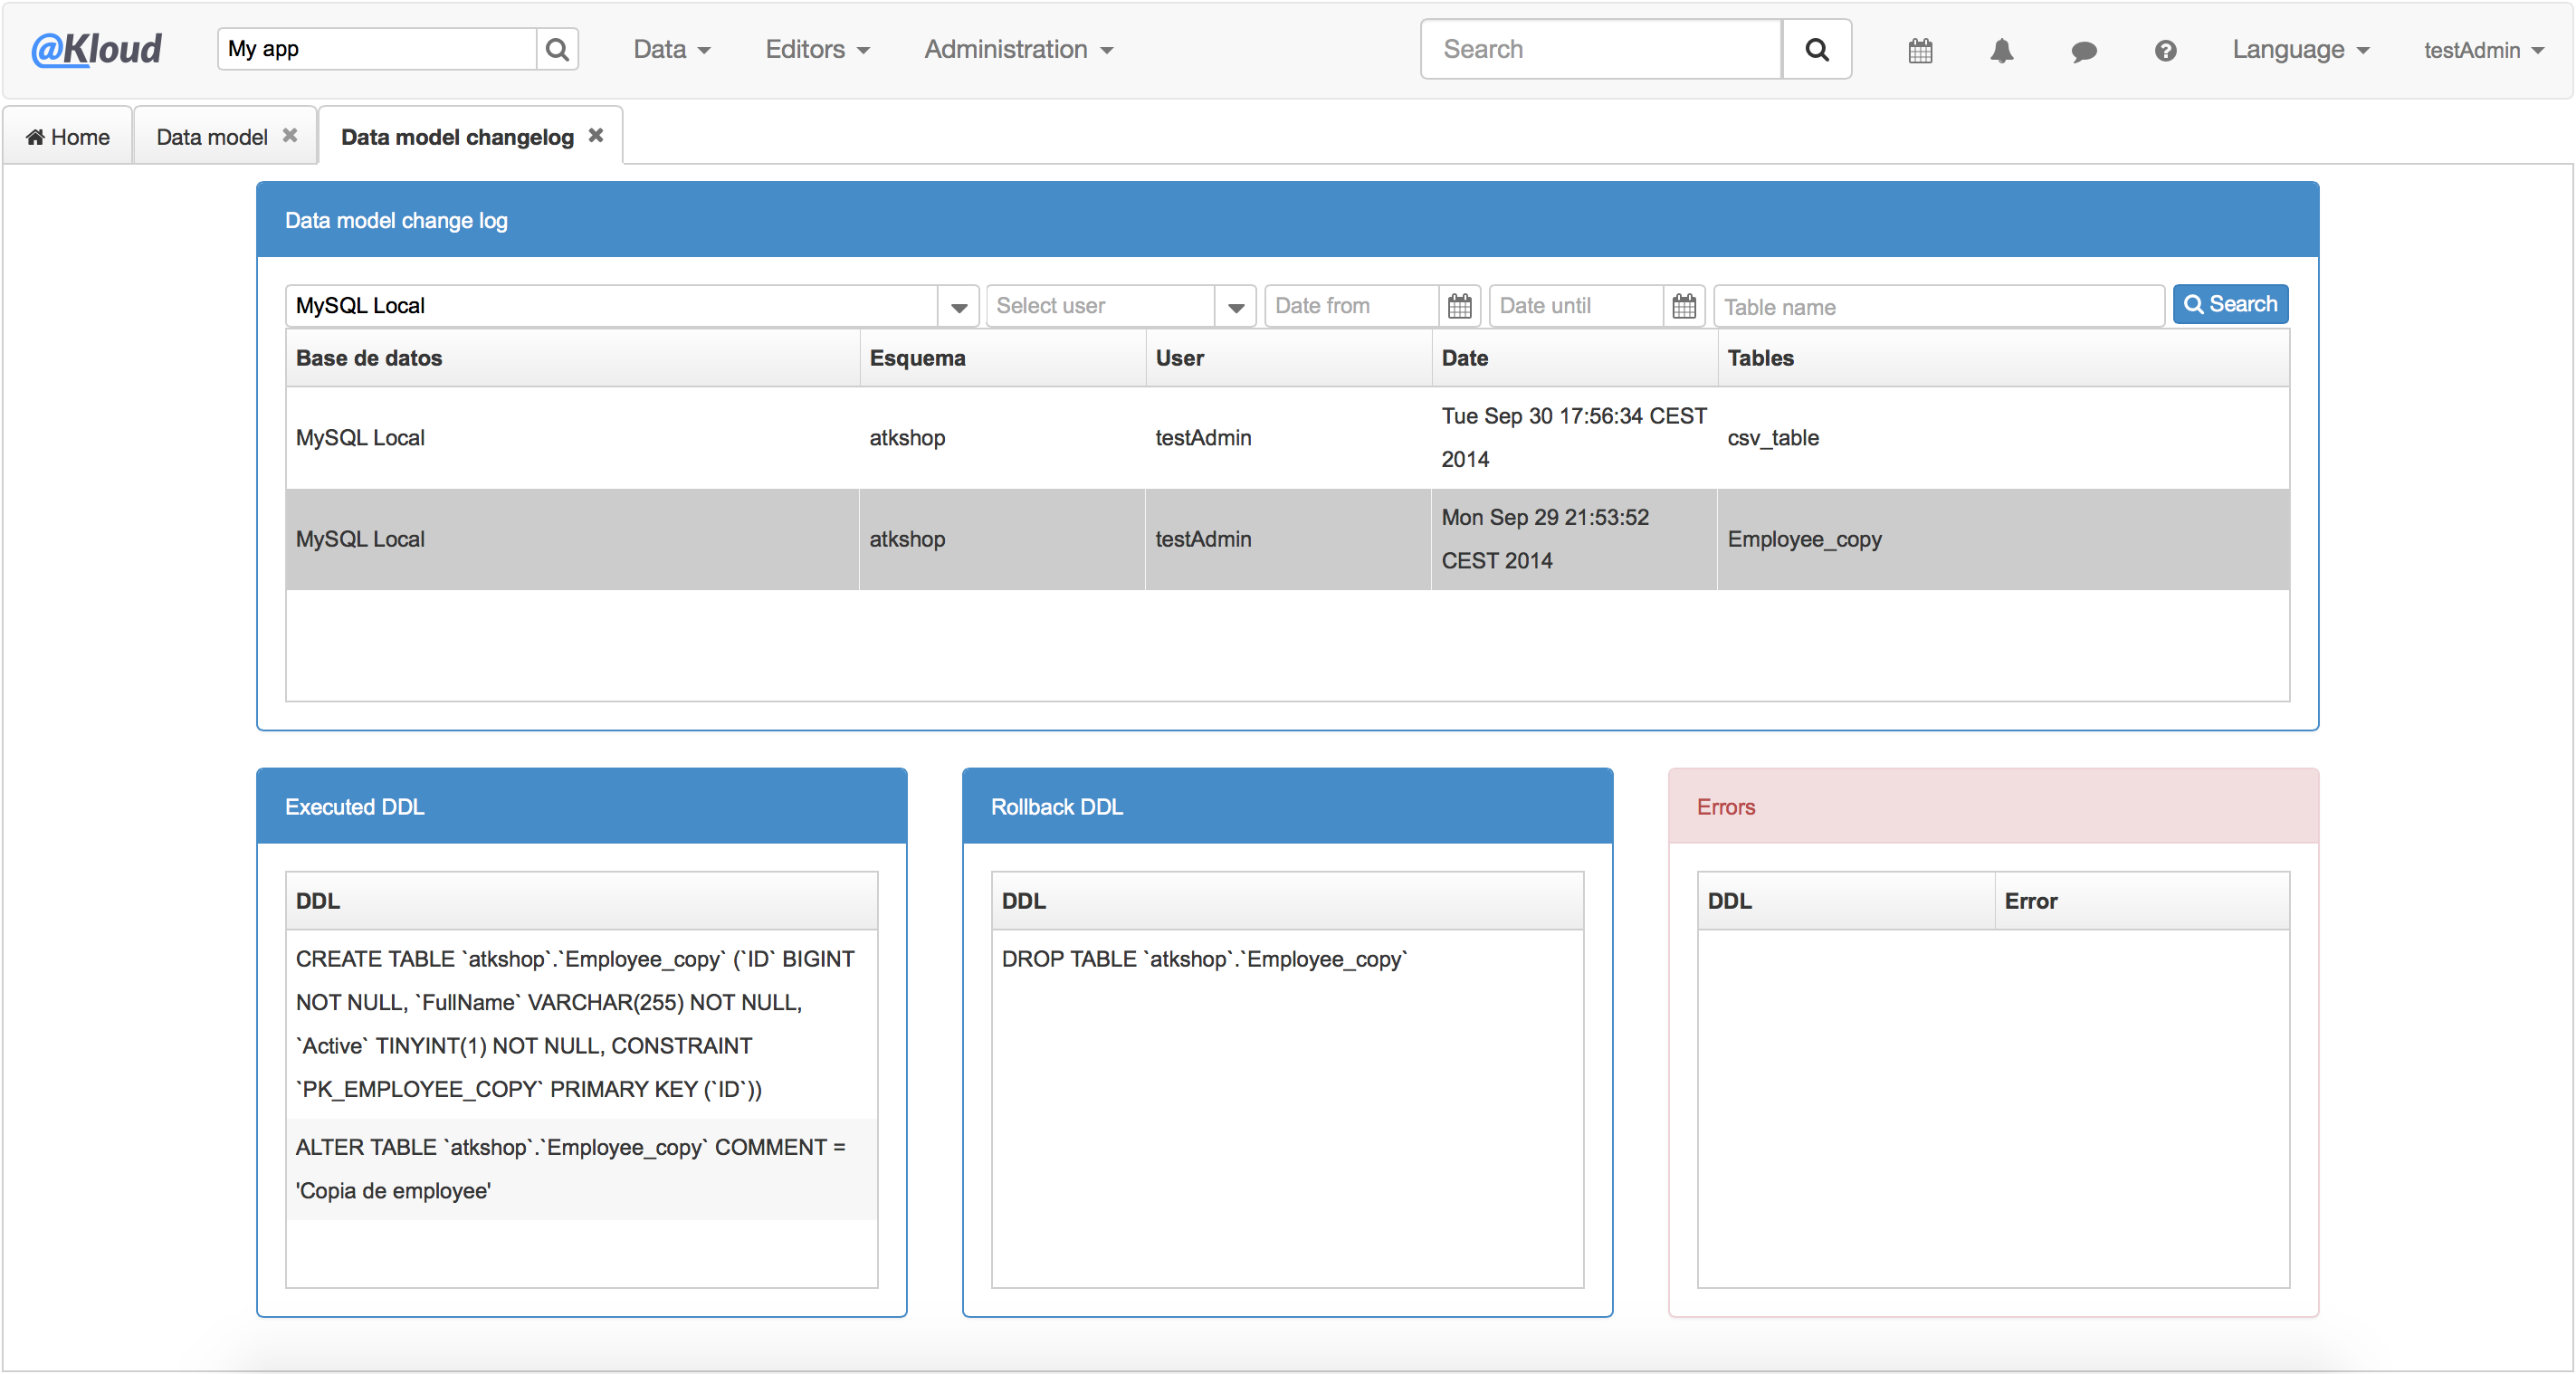 @Kloud
My app
Data
Editors
Administration
Search
Language
testAdmin
Home
Data model
Data model changelog
Data model change log
MySQL Local
Select user
Date from
Date until
Table name
Search
Base de datos
Esquema
User
Date
Tables
MySQL Local
atkshop
testAdmin
Tue Sep 30 17:56:34 CEST
2014
csv_table
MySQL Local
atkshop
testAdmin
Mon Sep 29 21:53:52
CEST 2014
Employee_copy
Executed DDL
DDL
CREATE TABLE `atkshop`.`Employee_copy` (`ID` BIGINT
NOT NULL, `FullName` VARCHAR(255) NOT NULL,
`Active` TINYINT(1) NOT NULL, CONSTRAINT
`PK_EMPLOYEE_COPY` PRIMARY KEY (`ID`))
ALTER TABLE `atkshop`.`Employee_copy` COMMENT =
'Copia de employee'
Rollback DDL
DDL
DROP TABLE `atkshop`.`Employee_copy`
Errors
DDL
Error